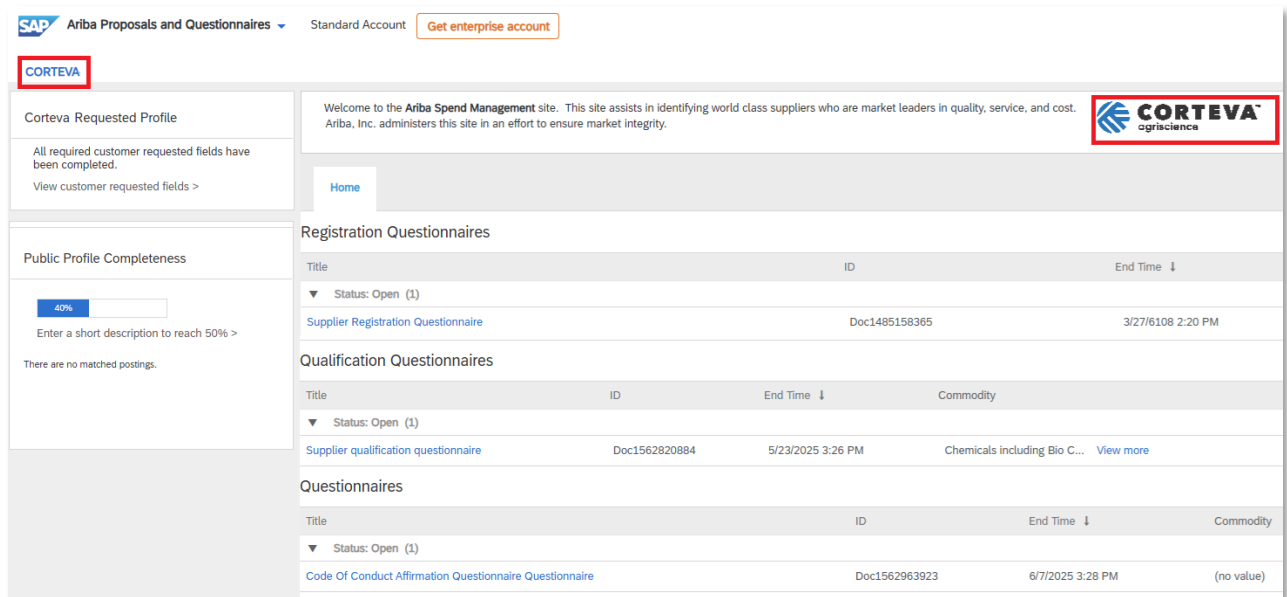 SAP Ariba Proposals and Questionnaires Standard Account Get enterprise account
CORTEVA
Corteva Requested Profile
All required customer requested fields have
been completed.
View customer requested fields >
Public Profile Completeness
40%
Enter a short description to reach 50% >
There are no matched postings.
Welcome to the Ariba Spend Management site. This site assists in identifying world class suppliers who are market leaders in quality, service, and cost.
Ariba, Inc. administers this site in an effort to ensure market integrity.
CORTEVA™
agriscience
Home
Registration Questionnaires
Title ID End Time ↓
▼ Status: Open (1)
Supplier Registration Questionnaire Doc1485158365 3/27/6108 2:20 PM
Qualification Questionnaires
Title ID End Time ↓ Commodity
▼ Status: Open (1)
Supplier qualification questionnaire Doc1562820884 5/23/2025 3:26 PM Chemicals including Bio C... View more
Questionnaires
Title ID End Time ↓ Commodity
▼ Status: Open (1)
Code Of Conduct Affirmation Questionnaire Questionnaire Doc1562963923 6/7/2025 3:28 PM (no value)